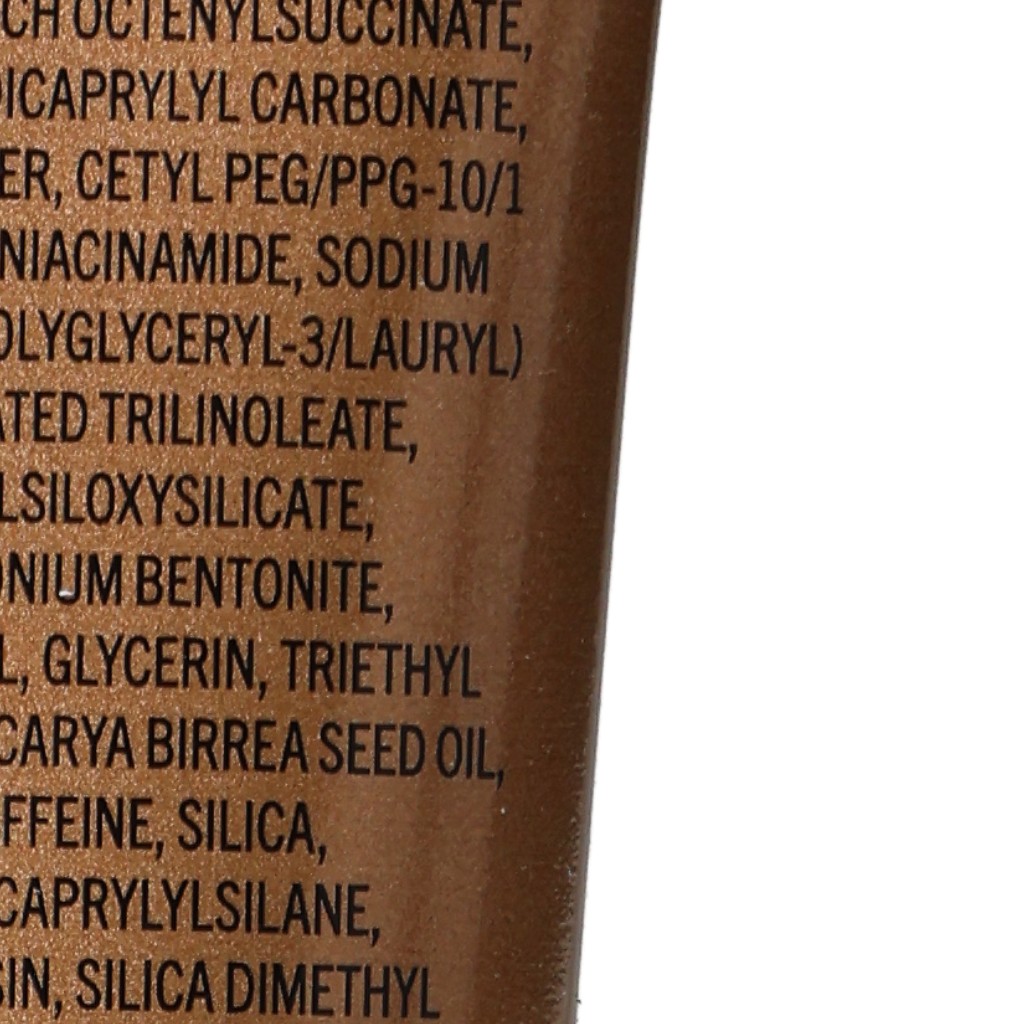 CH OCTENYLSUCCINATE,
DICAPRYLYL CARBONATE,
ER, CETYL PEG/PPG-10/1
NIACINAMIDE, SODIUM
OLYGLYCERYL-3/LAURYL)
ATED TRILINOLEATE,
LSILOXYSILICATE,
ONIUM BENTONITE,
L, GLYCERIN, TRIETHYL
CARYA BIRREA SEED OIL,
FFEINE, SILICA,
CAPRYLYLSILANE,
SIN, SILICA DIMETHYL